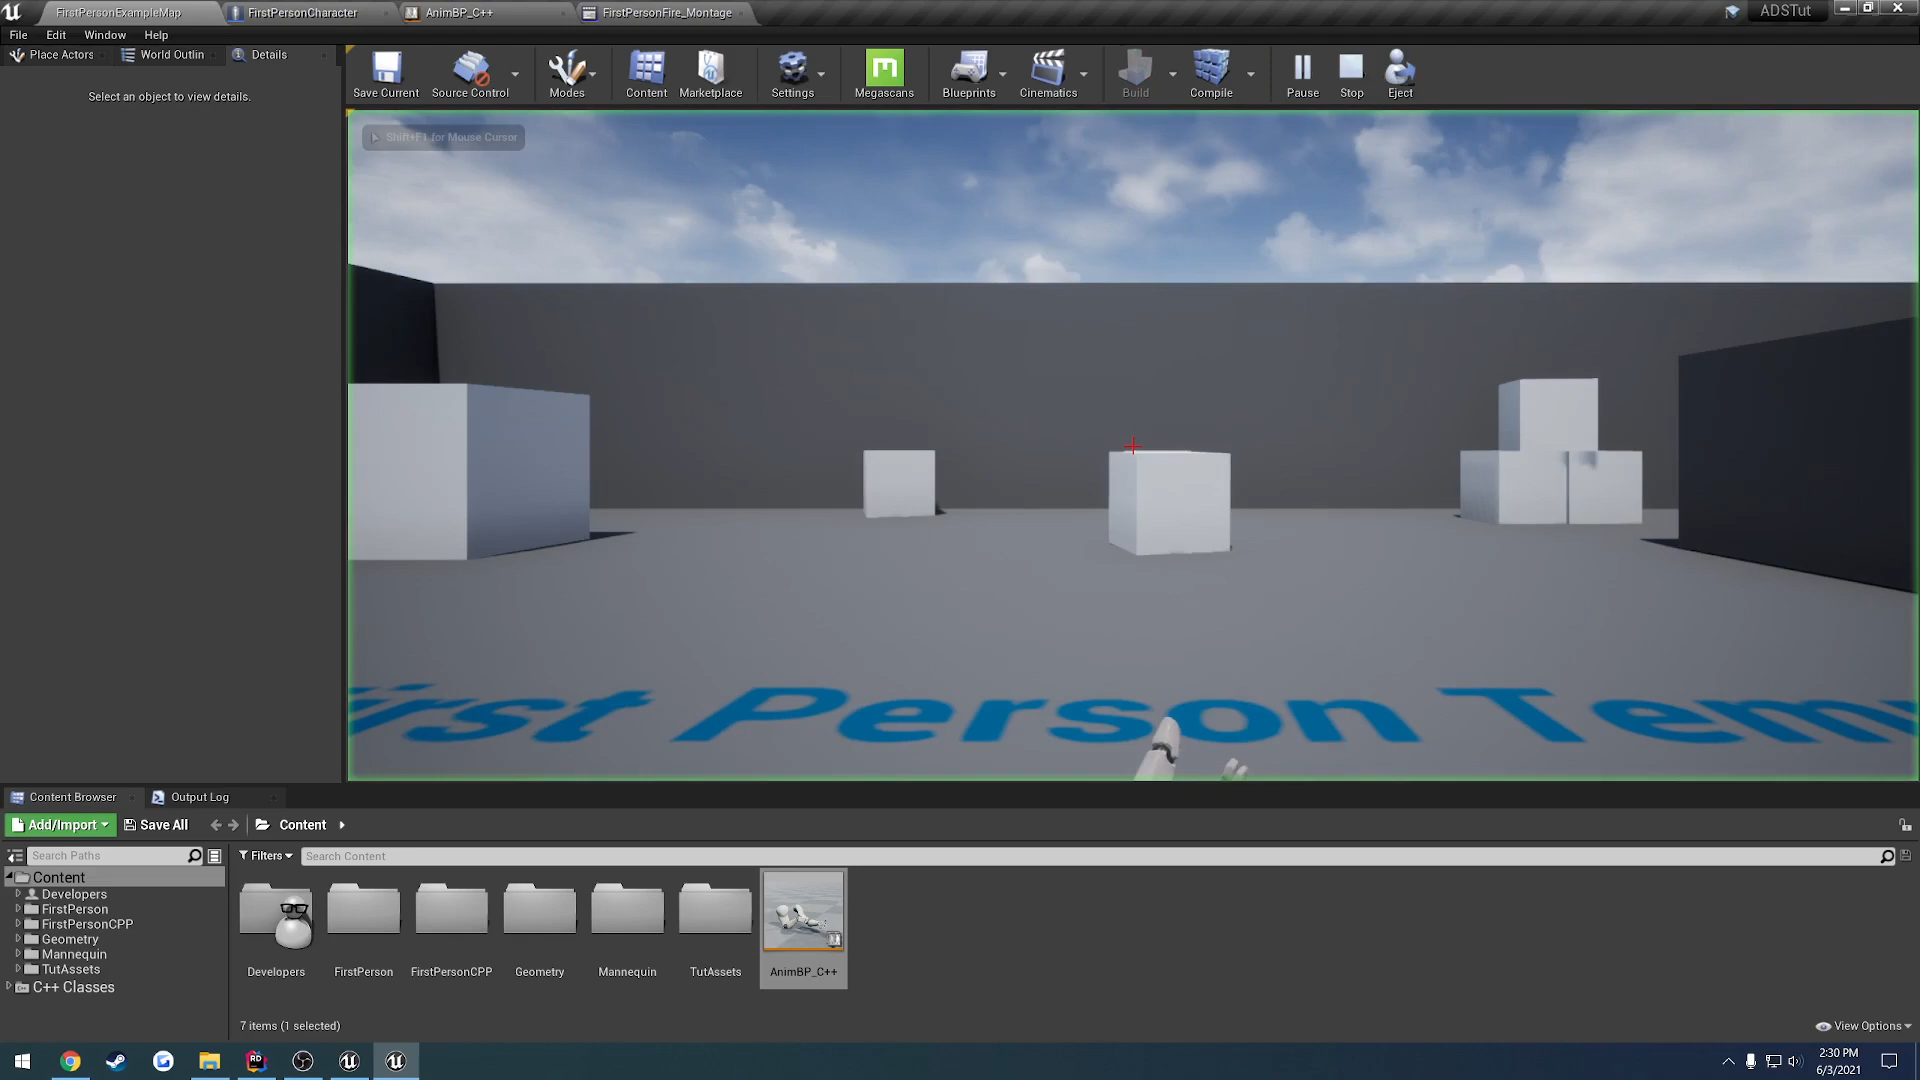 FirstPersonExampleMap
FirstPersonCharacter
AnimBP_C++
FirstPersonFire_Montage
ADSTut
File Edit Window Help
Place Actors
World Outlin
Details
Select an object to view details.
Save Current
Source Control
Modes
Content
Marketplace
Settings
Megascans
Blueprints
Cinematics
Build
Compile
Pause
Stop
Eject
Shift+F1 for Mouse Cursor
irst Person Tem
Content Browser
Output Log
Add/Import
Save All
Content
Search Paths
Filters
Search Content
Content
Developers
FirstPerson
FirstPersonCPP
Geometry
Mannequin
TutAssets
C++ Classes
Developers
FirstPerson
FirstPersonCPP
Geometry
Mannequin
TutAssets
AnimBP_C++
7 items (1 selected)
View Options
RD
2:30 PM
6/3/2021